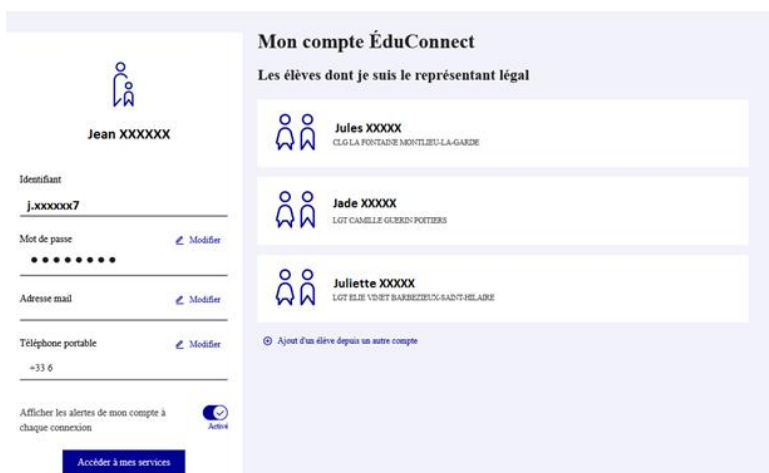 Jean XXXXXX
Identifiant
j.xxxxxx7
Mot de passe
Modifier
●●●●●●●●
Adresse mail
Modifier
Téléphone portable
Modifier
+33 6
Afficher les alertes de mon compte à
chaque connexion
Activé
Accéder à mes services
Mon compte ÉduConnect
Les élèves dont je suis le représentant légal
Jules XXXXX
CLG LA FONTAINE MONTLIEU-LA-GARDE
Jade XXXXX
LGT CAMILLE GUERIN POITIERS
Juliette XXXXX
LGT ELIE VINET BARBEZIEUX-SAINT-HILAIRE
Ajout d'un élève depuis un autre compte